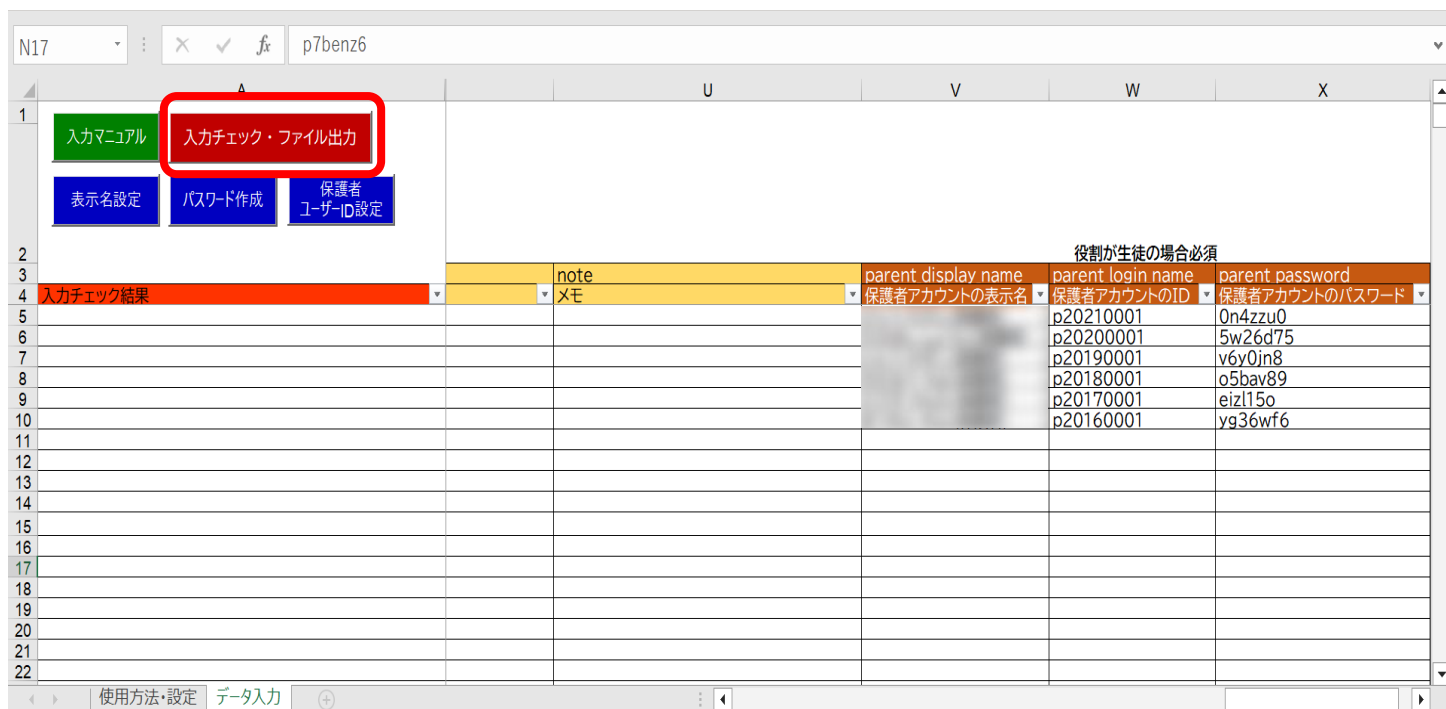 N17 fx p7benz6
A U V W X
1
入力マニュアル 入力チェック・ファイル出力
表示名設定 パスワード作成 保護者
ユーザーID設定
2 役割が生徒の場合必須
3 note parent display name parent login name parent password
4 入力チェック結果 メモ 保護者アカウントの表示名 保護者アカウントのID 保護者アカウントのパスワード
5 p20210001 0n4zzu0
6 p20200001 5w26d75
7 p20190001 v6y0jn8
8 p20180001 o5bav89
9 p20170001 eizl15o
10 p20160001 yg36wf6
11
12
13
14
15
16
17
18
19
20
21
22
使用方法・設定 データ入力